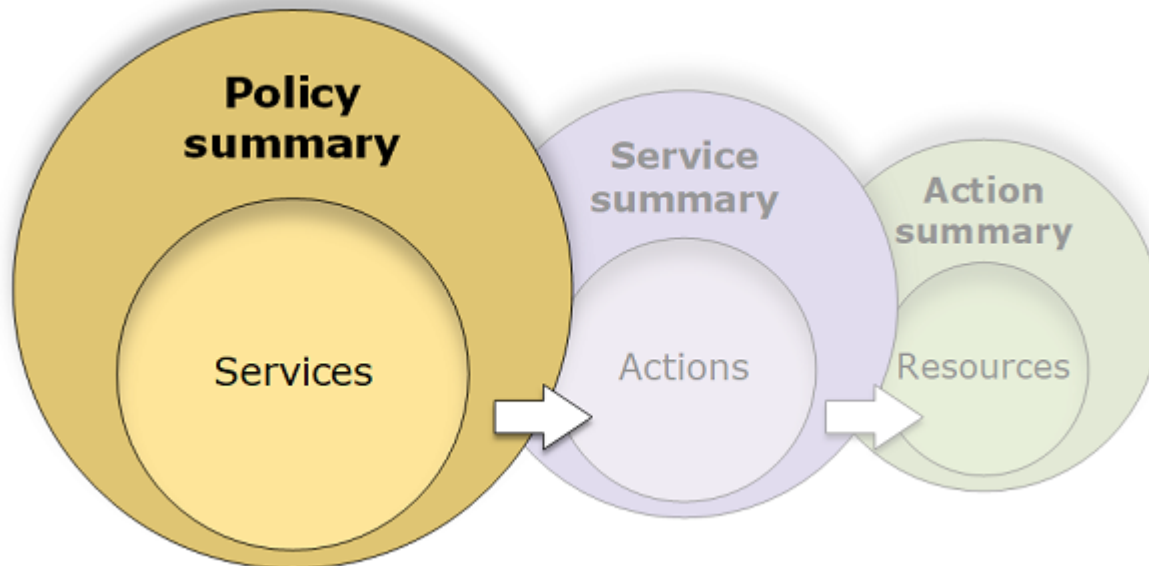 Policy
summary
Services
Service
summary
Actions
Action
summary
Resources